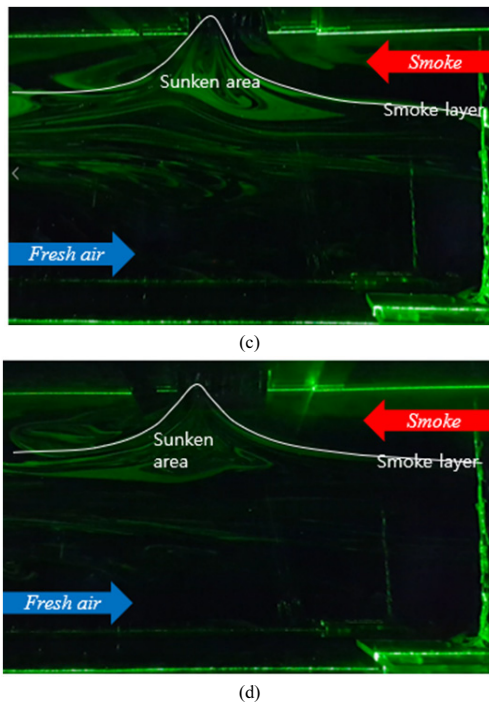 Sunken area
Smoke
Smoke layer
Fresh air
(c)
Smoke
Sunken
area
Smoke layer
Fresh air
(d)